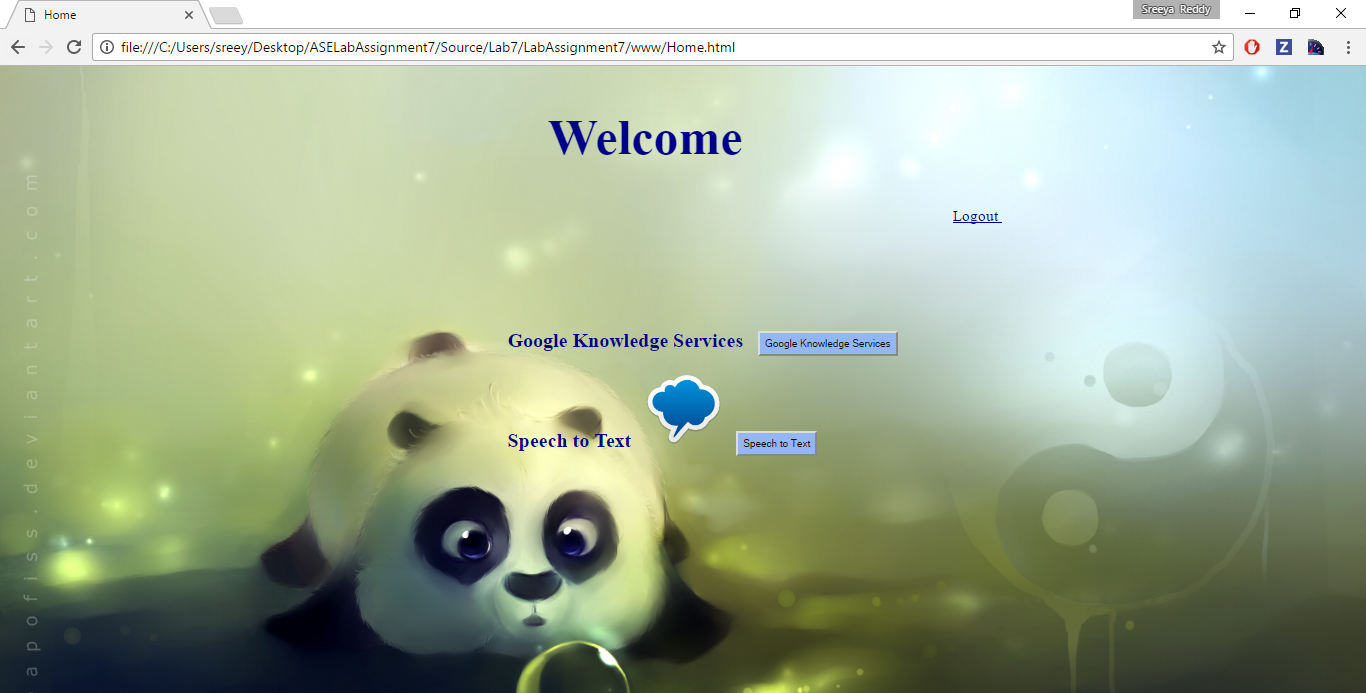 Home
Sreeya Reddy
file:///C:/Users/sreey/Desktop/ASELabAssignment7/Source/Lab7/LabAssignment7/www/Home.html
Z
Welcome
Logout
Google Knowledge Services Google Knowledge Services
Speech to Text Speech to Text
apofiss.deviantart.com